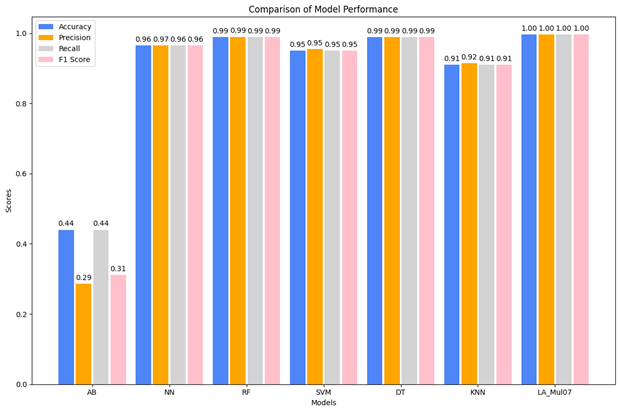 Comparison of Model Performance
Accuracy
Precision
Recall
F1 Score
1.0
0.8
0.6
0.4
0.2
0.0
Scores
0.44 0.29 0.44 0.31
0.96 0.97 0.96 0.96
0.99 0.99 0.99 0.99
0.95 0.95 0.95 0.95
0.99 0.99 0.99 0.99
0.91 0.92 0.91 0.91
1.00 1.00 1.00 1.00
AB NN RF SVM DT KNN LA_Mul07
Models